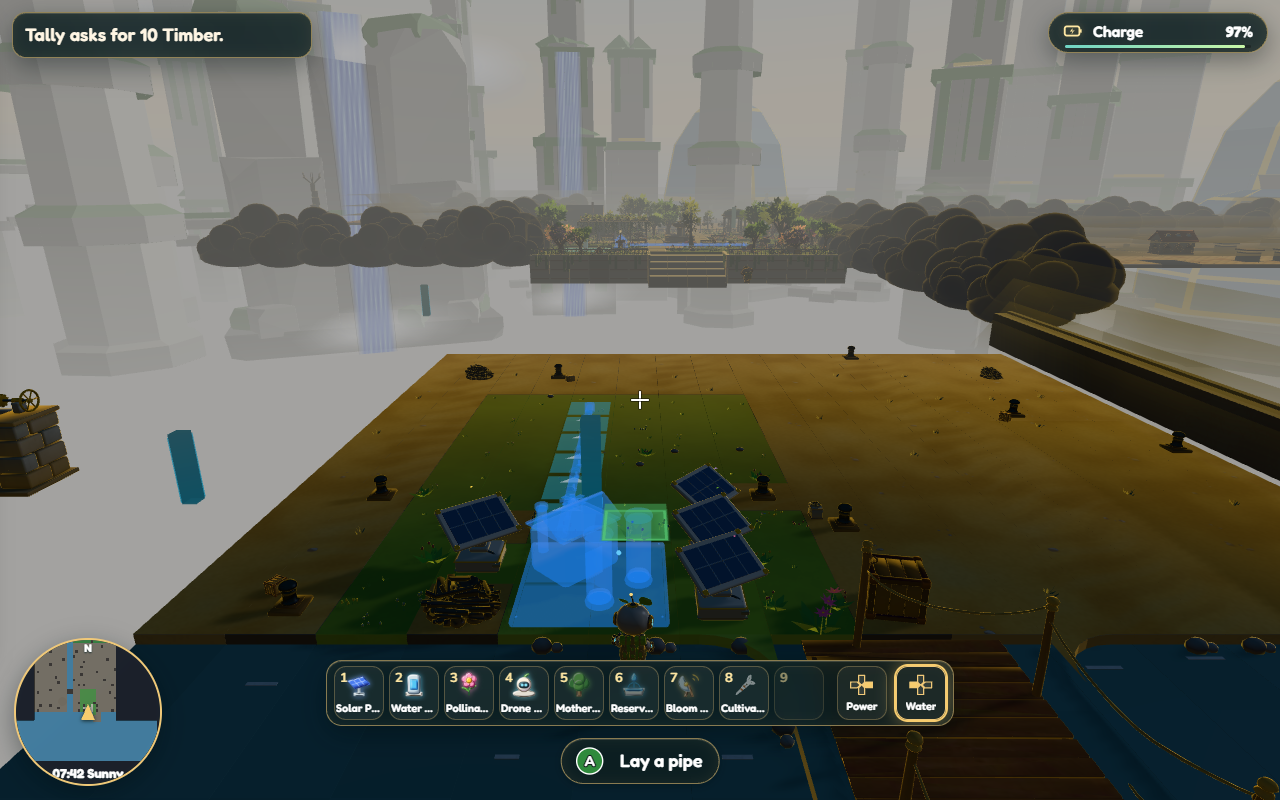 Tally asks for 10 Timber.
Charge 97%
1 2 3 4 5 6 7 8 9
Solar P... Water ... Pollina... Drone ... Mother... Reserv... Bloom ... Cultiva... Power Water
A Lay a pipe
N
07:42 Sunny